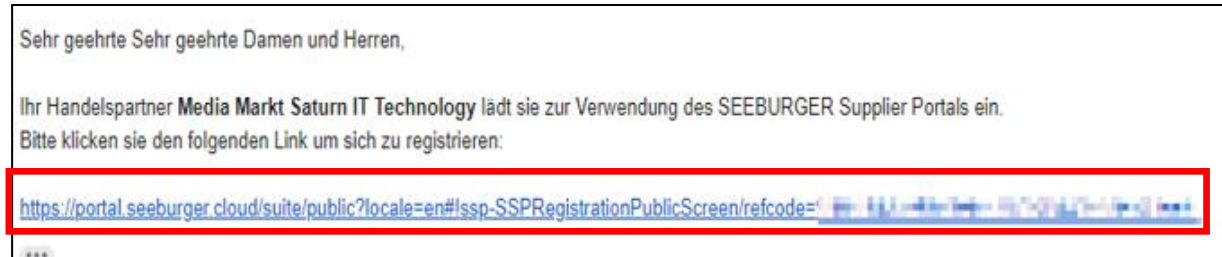 Sehr geehrte Sehr geehrte Damen und Herren,
Ihr Handelspartner Media Markt Saturn IT Technology lädt sie zur Verwendung des SEEBURGER Supplier Portals ein.
Bitte klicken sie den folgenden Link um sich zu registrieren:
https://portal.seeburger.cloud/suite/public?locale=en#!ssp-SSPRegistrationPublicScreen/refcode=